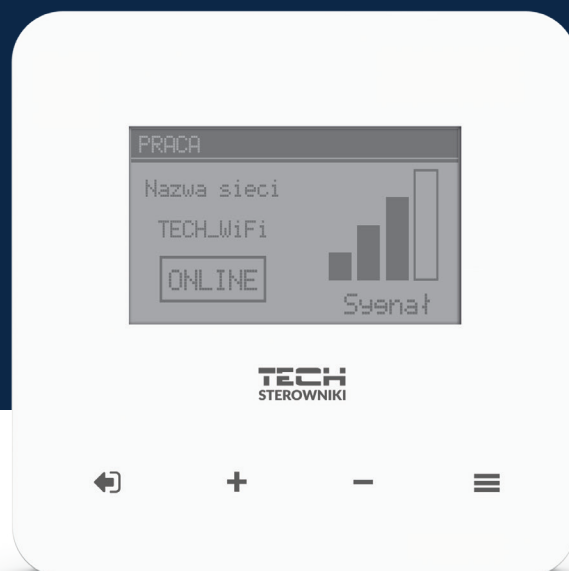 PRACA
Nazwa sieci
TECH_WiFi
ONLINE
Sygnał
TECH
STEROWNIKI